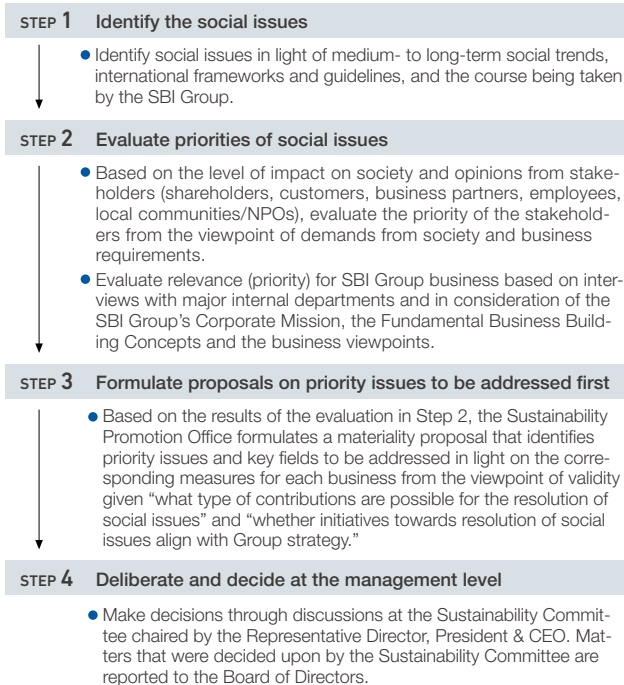 STEP 1 Identify the social issues
● Identify social issues in light of medium- to long-term social trends,
international frameworks and guidelines, and the course being taken
by the SBI Group.
STEP 2 Evaluate priorities of social issues
● Based on the level of impact on society and opinions from stake-
holders (shareholders, customers, business partners, employees,
local communities/NPOs), evaluate the priority of the stakehold-
ers from the viewpoint of demands from society and business
requirements.
● Evaluate relevance (priority) for SBI Group business based on inter-
views with major internal departments and in consideration of the
SBI Group's Corporate Mission, the Fundamental Business Build-
ing Concepts and the business viewpoints.
STEP 3 Formulate proposals on priority issues to be addressed first
● Based on the results of the evaluation in Step 2, the Sustainability
Promotion Office formulates a materiality proposal that identifies
priority issues and key fields to be addressed in light on the corre-
sponding measures for each business from the viewpoint of validity
given “what type of contributions are possible for the resolution of
social issues” and “whether initiatives towards resolution of social
issues align with Group strategy.”
STEP 4 Deliberate and decide at the management level
● Make decisions through discussions at the Sustainability Commit-
tee chaired by the Representative Director, President & CEO. Mat-
ters that were decided upon by the Sustainability Committee are
reported to the Board of Directors.